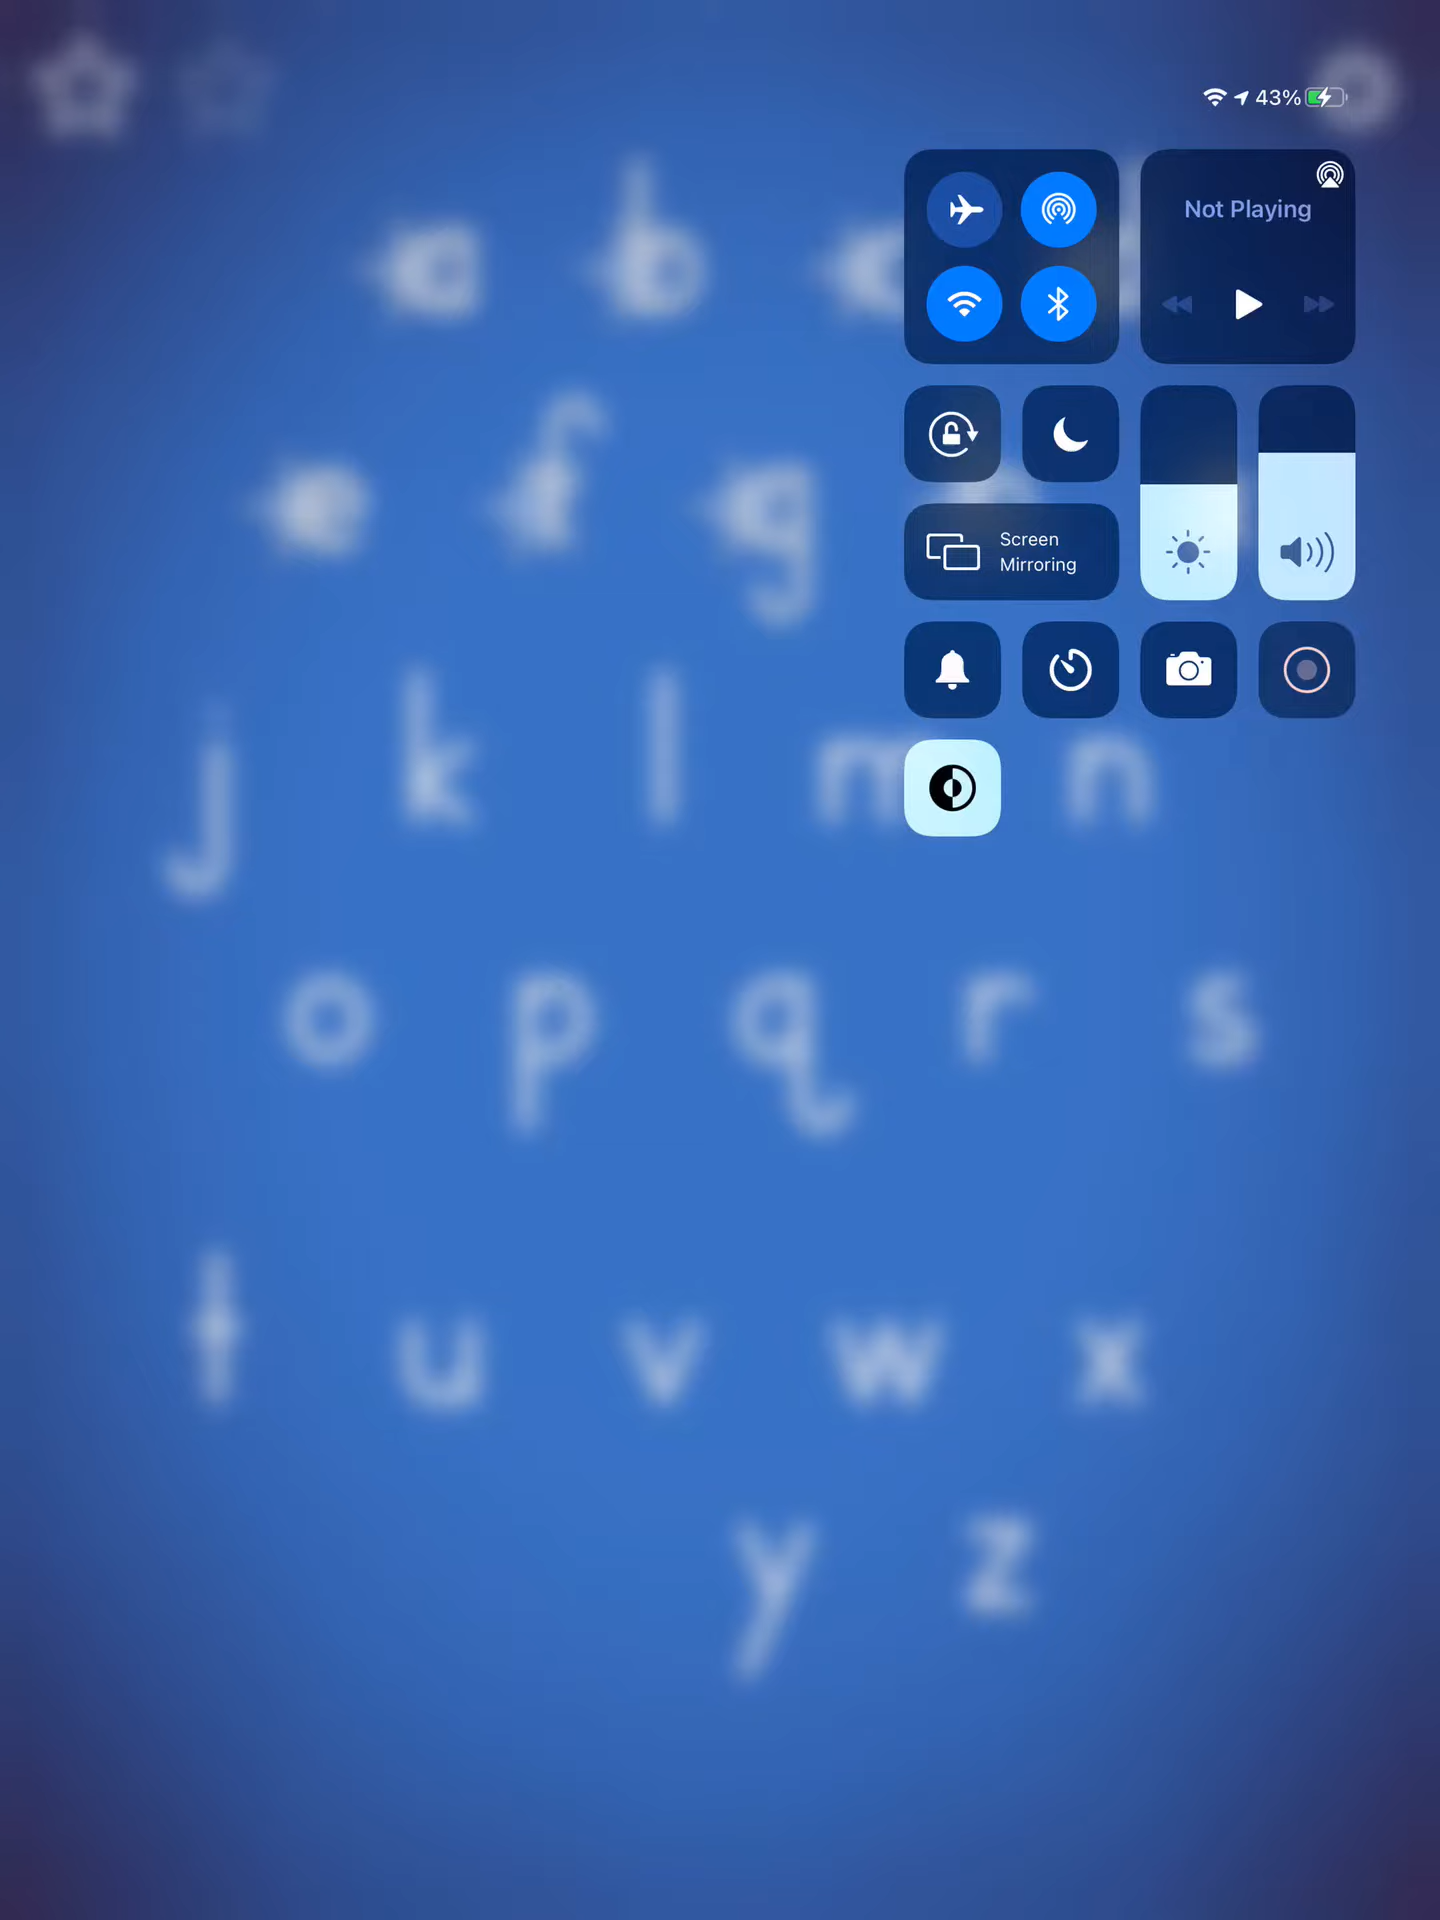 43%
Not Playing
Screen
Mirroring
a b c
e f g
j k l m n
o p q r s
t u v w x
y z